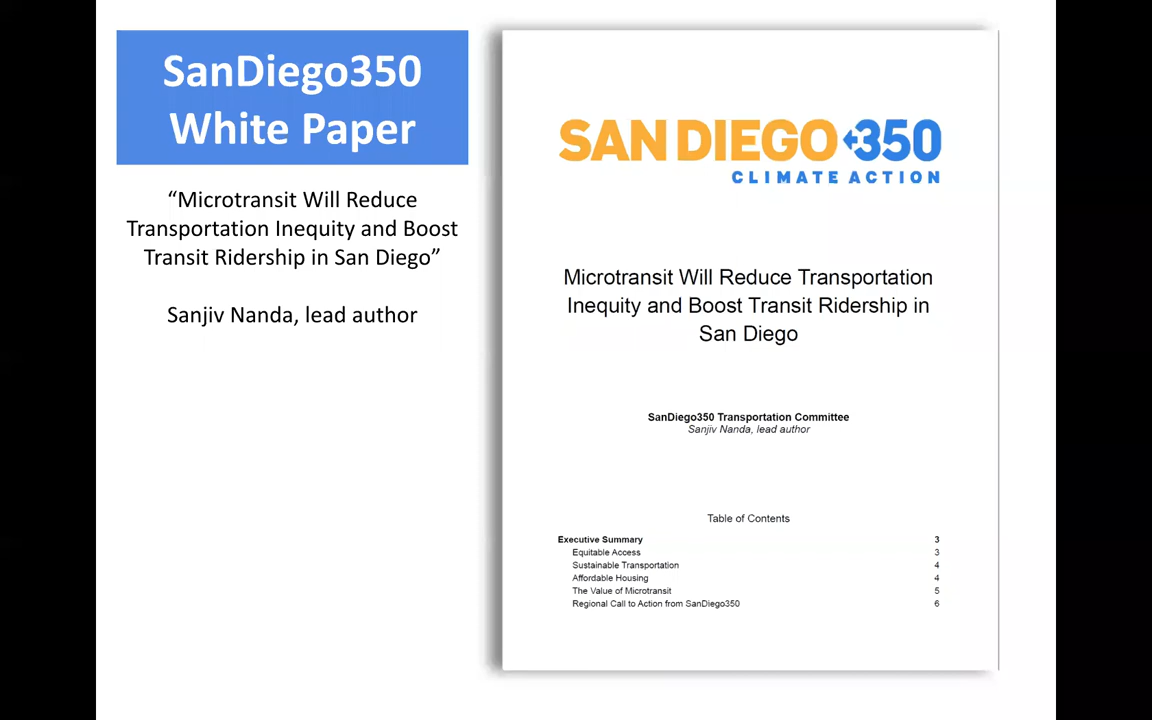 SanDiego350
White Paper
“Microtransit Will Reduce
Transportation Inequity and Boost
Transit Ridership in San Diego”
Sanjiv Nanda, lead author
SAN DIEGO 350
CLIMATE ACTION
Microtransit Will Reduce Transportation
Inequity and Boost Transit Ridership in
San Diego
SanDiego350 Transportation Committee
Sanjiv Nanda, lead author
Table of Contents
Executive Summary 3
Equitable Access 3
Sustainable Transportation 4
Affordable Housing 4
The Value of Microtransit 5
Regional Call to Action from SanDiego350 6